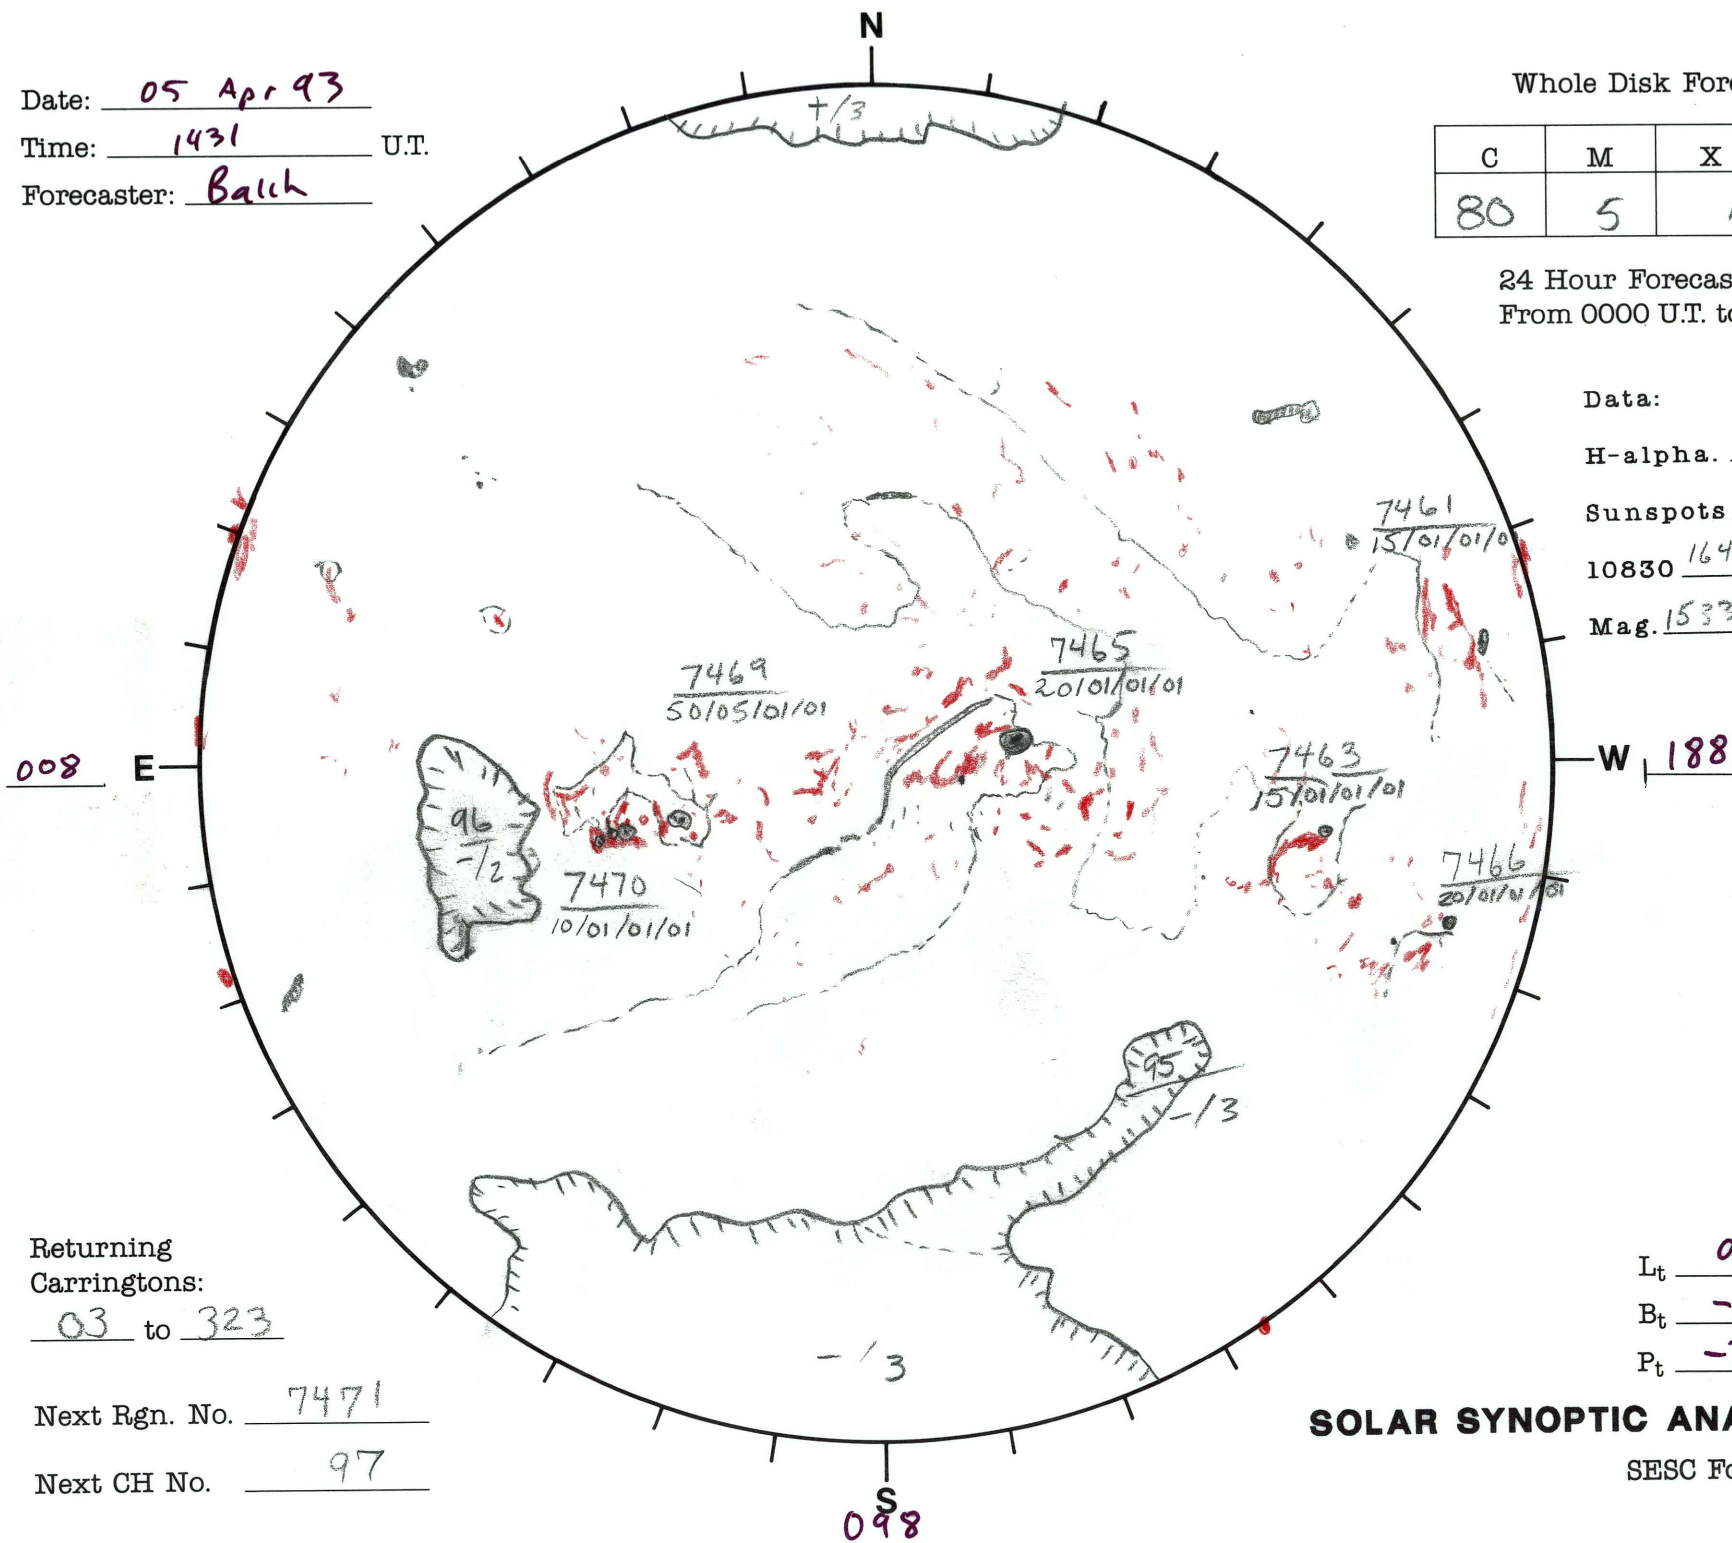 N
Date: 05 Apr 93
Time: 1431 U.T.
Forecaster: Balch
Whole Disk Fore
C M X
80 5
24 Hour Forecas
From 0000 U.T. to
+/3
Data:
H-alpha.
Sunspots
10830 164
Mag. 1533
7461
15/01/01/0
7465
20/01/01/01
7469
50/05/01/01
7463
15/01/01/01
008 E
W 188
96
-/2
7470
10/01/01/01
7466
20/01/01/01
95
-/3
-/3
Returning
Carringtons:
03 to 323
Next Rgn. No. 7471
Next CH No. 97
Lt 0
Bt -
Pt -
SOLAR SYNOPTIC ANA
SESC Fo
S
098